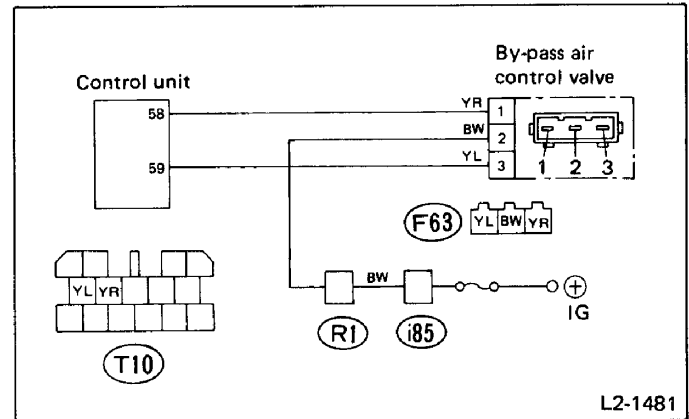 By-pass air
control valve
Control unit
58
YR
1
BW
2
59
YL
3
1 2 3
F63
YL BW YR
YL YR
BW
R1
i85
+
IG
T10
L2-1481